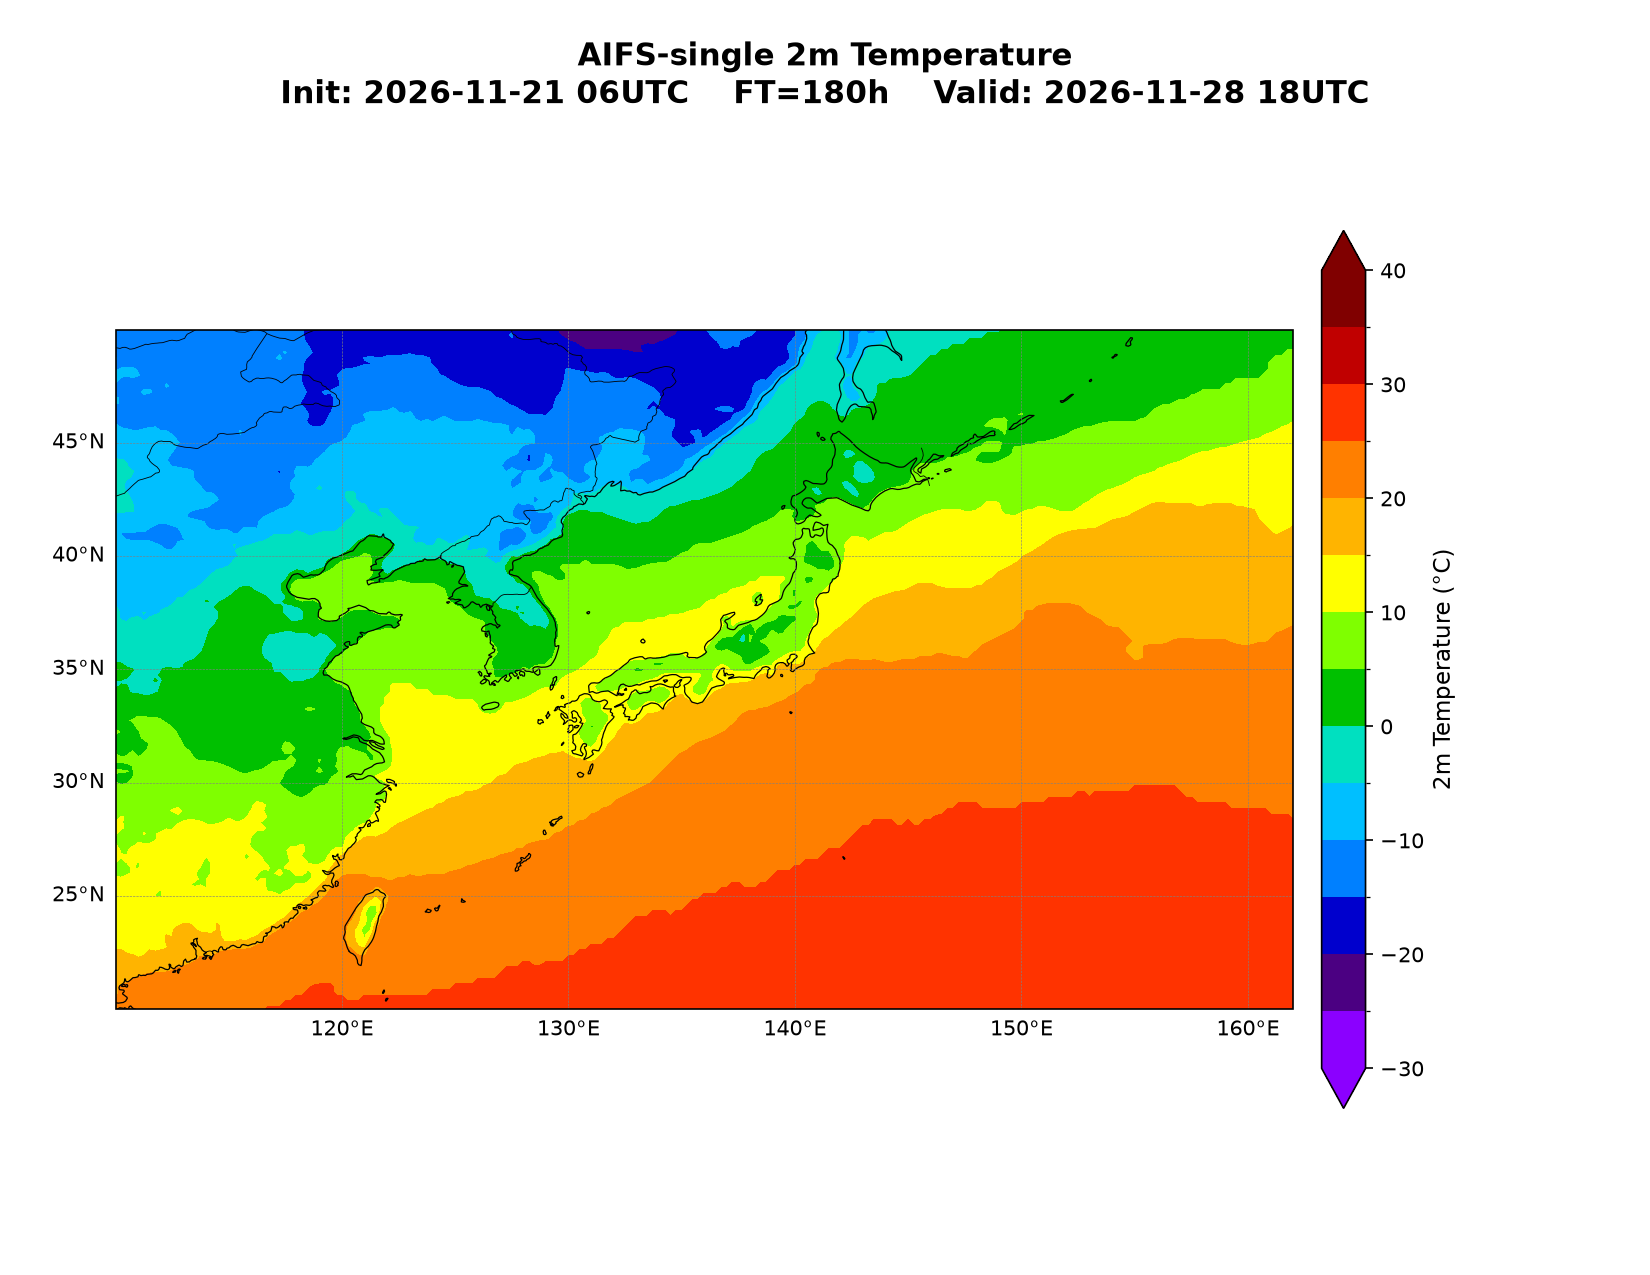 AIFS-single 2m Temperature
Init: 2026-11-21 06UTC    FT=180h    Valid: 2026-11-28 18UTC
45°N
40°N
35°N
30°N
25°N
120°E
130°E
140°E
150°E
160°E
40
30
20
10
0
−10
−20
−30
2m Temperature (°C)